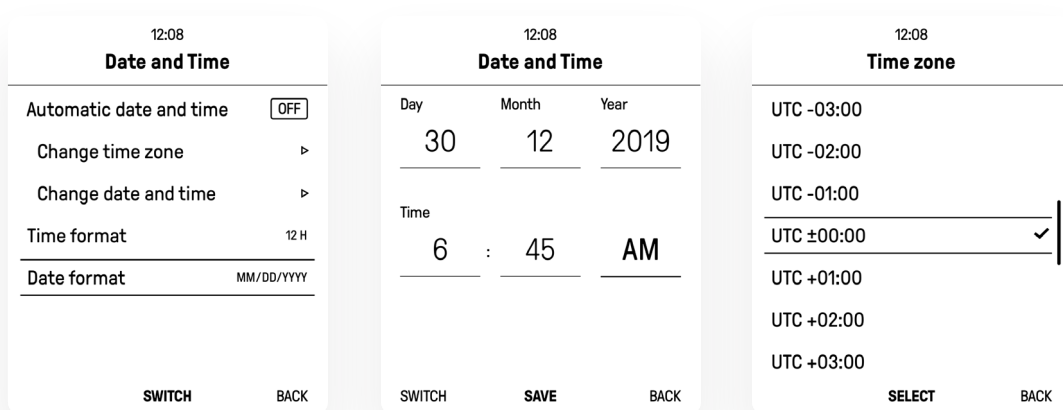 12:08
Date and Time
Automatic date and time OFF
Change time zone
Change date and time
Time format 12 H
Date format MM/DD/YYYY
SWITCH BACK
12:08
Date and Time
Day Month Year
30 12 2019
Time
6 : 45 AM
SWITCH SAVE BACK
12:08
Time zone
UTC -03:00
UTC -02:00
UTC -01:00
UTC ±00:00
UTC +01:00
UTC +02:00
UTC +03:00
SELECT BACK